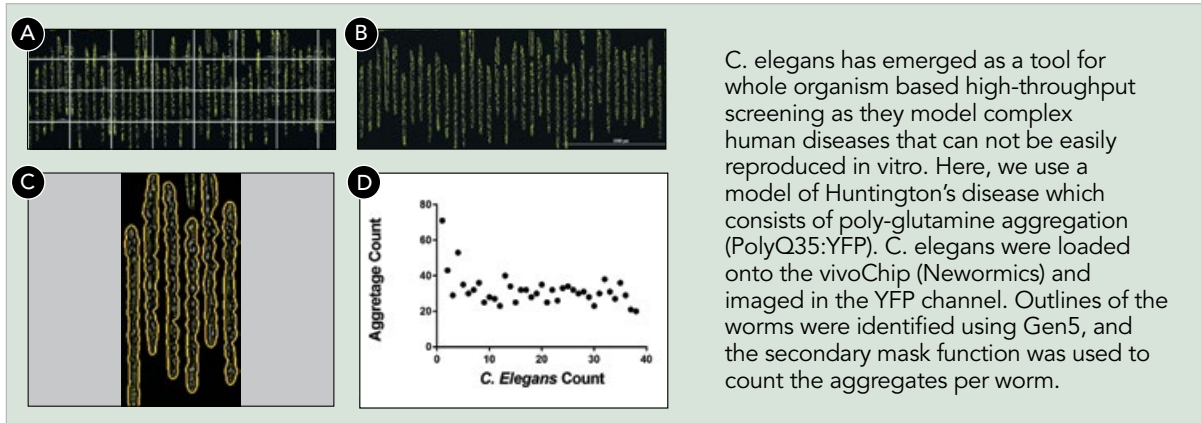 A
B
C. elegans has emerged as a tool for
whole organism based high-throughput
screening as they model complex
human diseases that can not be easily
reproduced in vitro. Here, we use a
model of Huntington's disease which
consists of poly-glutamine aggregation
(PolyQ35:YFP). C. elegans were loaded
onto the vivoChip (Newormics) and
imaged in the YFP channel. Outlines of the
worms were identified using Gen5, and
the secondary mask function was used to
count the aggregates per worm.
C
D
Aggretage Count
80
60
40
20
0
0 10 20 30 40
C. Elegans Count